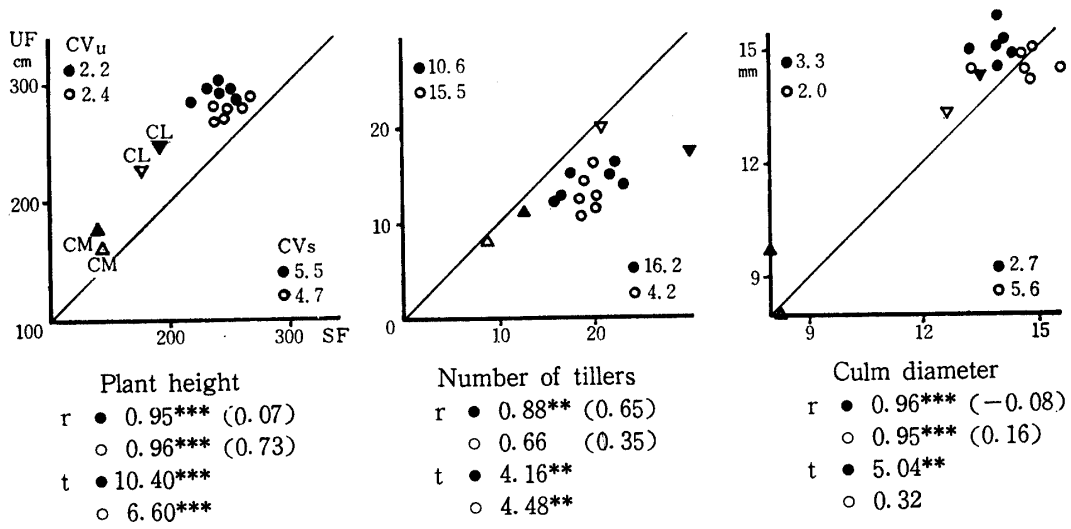 UF
cm
CVu
● 2.2
○ 2.4
300
200
100
CL
CL
CM
CM
CVs
● 5.5
○ 4.7
200
300
SF
Plant height
r ● 0.95*** (0.07)
○ 0.96*** (0.73)
t ● 10.40***
○ 6.60***
● 10.6
○ 15.5
20
10
0
● 16.2
○ 4.2
10
20
Number of tillers
r ● 0.88** (0.65)
○ 0.66 (0.35)
t ● 4.16**
○ 4.48**
15
mm
● 3.3
○ 2.0
12
9
● 2.7
○ 5.6
9
12
15
Culm diameter
r ● 0.96*** (−0.08)
○ 0.95*** (0.16)
t ● 5.04**
○ 0.32